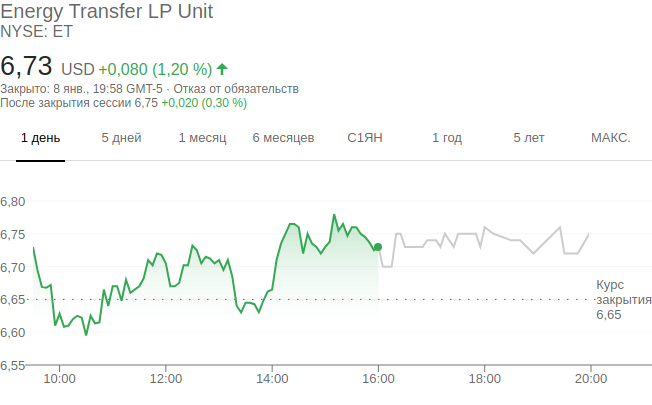 Energy Transfer LP Unit
NYSE: ET
6,73 USD +0,080 (1,20 %)
Закрыто: 8 янв., 19:58 GMT-5 · Отказ от обязательств
После закрытия сессии 6,75 +0,020 (0,30 %)
1 день 5 дней 1 месяц 6 месяцев С1ЯН 1 год 5 лет МАКС.
6,80
6,75
6,70
6,65
6,60
6,55
Курс
закрытия
6,65
10:00 12:00 14:00 16:00 18:00 20:00